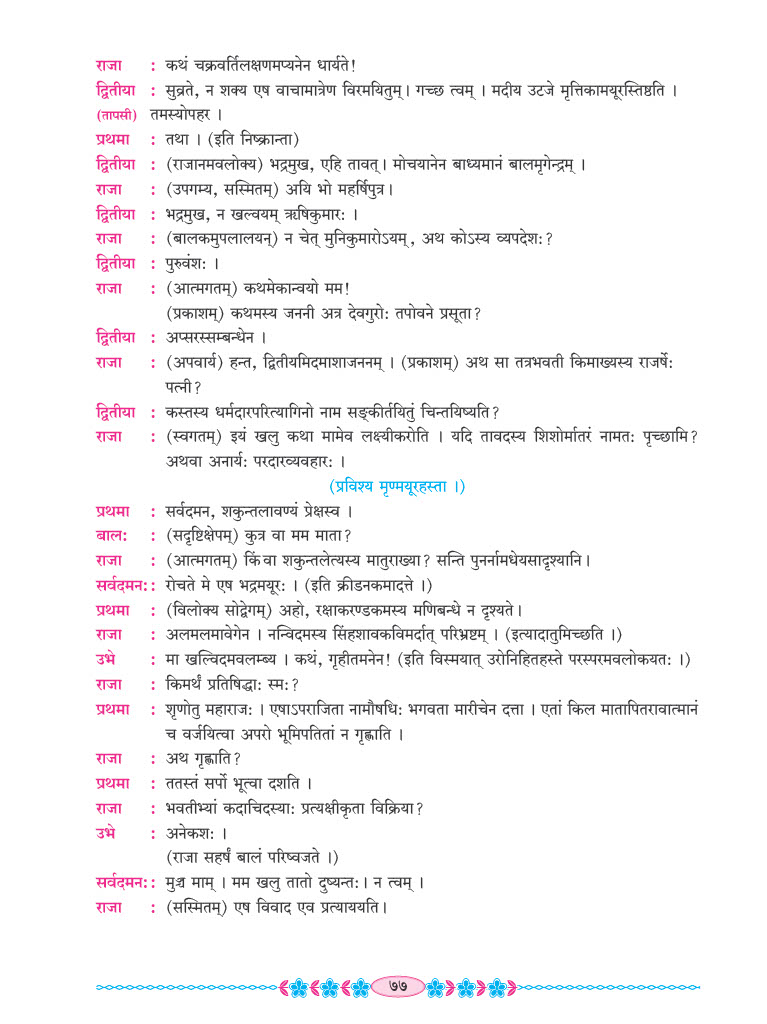 राजा : कथं चक्रवर्तिलक्षणमप्यनेन धार्यते!
द्वितीया : सुव्रते, न शक्य एष वाचामात्रेण विरमयितुम्। गच्छ त्वम् । मदीय उटजे मृत्तिकामयूरस्तिष्ठति ।
(तापसी) तमस्योपहर ।
प्रथमा : तथा । (इति निष्क्रान्ता)
द्वितीया : (राजानमवलोक्य) भद्रमुख, एहि तावत्। मोचयानेन बाध्यमानं बालमृगेन्द्रम् ।
राजा : (उपगम्य, सस्मितम्) अयि भो महर्षिपुत्र।
द्वितीया : भद्रमुख, न खल्वयम् ऋषिकुमारः ।
राजा : (बालकमुपलालयन्) न चेत् मुनिकुमारोऽयम्, अथ कोऽस्य व्यपदेशः?
द्वितीया : पुरुवंशः ।
राजा : (आत्मगतम्) कथमेकान्वयो मम!
(प्रकाशम्) कथमस्य जननी अत्र देवगुरोः तपोवने प्रसूता?
द्वितीया : अप्सरस्सम्बन्धेन ।
राजा : (अपवार्य) हन्त, द्वितीयमिदमाशाजननम् । (प्रकाशम्) अथ सा तत्रभवती किमाख्यस्य राजर्षेः
पत्नी?
द्वितीया : कस्तस्य धर्मदारपरित्यागिनो नाम सङ्कीर्तयितुं चिन्तयिष्यति?
राजा : (स्वगतम्) इयं खलु कथा मामेव लक्ष्यीकरोति । यदि तावदस्य शिशोर्मातरं नामतः पृच्छामि?
अथवा अनार्यः परदारव्यवहारः ।
(प्रविश्य मृण्मयूरहस्ता ।)
प्रथमा : सर्वदमन, शकुन्तलावण्यं प्रेक्षस्व ।
बालः : (सदृष्टिक्षेपम्) कुत्र वा मम माता?
राजा : (आत्मगतम्) किं वा शकुन्तलेत्यस्य मातुराख्या? सन्ति पुनर्नामधेयसादृश्यानि।
सर्वदमनः : रोचते मे एष भद्रमयूरः । (इति क्रीडनकमादत्ते ।)
प्रथमा : (विलोक्य सोद्वेगम्) अहो, रक्षाकरण्डकमस्य मणिबन्धे न दृश्यते।
राजा : अलमलमावेगेन । नन्विदमस्य सिंहशावकविमर्दात् परिभ्रष्टम् । (इत्यादातुमिच्छति ।)
उभे : मा खल्विदमवलम्ब्य । कथं, गृहीतमनेन! (इति विस्मयात् उरोनिहितहस्ते परस्परमवलोकयतः ।)
राजा : किमर्थं प्रतिषिद्धाः स्मः?
प्रथमा : शृणोतु महाराजः । एषाऽपराजिता नामौषधिः भगवता मारीचेन दत्ता । एतां किल मातापितरावात्मानं
च वर्जयित्वा अपरो भूमिपतितां न गृह्णाति ।
राजा : अथ गृह्णाति?
प्रथमा : ततस्तं सर्पो भूत्वा दशति ।
राजा : भवतीभ्यां कदाचिदस्याः प्रत्यक्षीकृता विक्रिया?
उभे : अनेकशः ।
(राजा सहर्षं बालं परिष्वजते ।)
सर्वदमनः : मुञ्च माम् । मम खलु तातो दुष्यन्तः। न त्वम् ।
राजा : (सस्मितम्) एष विवाद एव प्रत्याययति।
७७